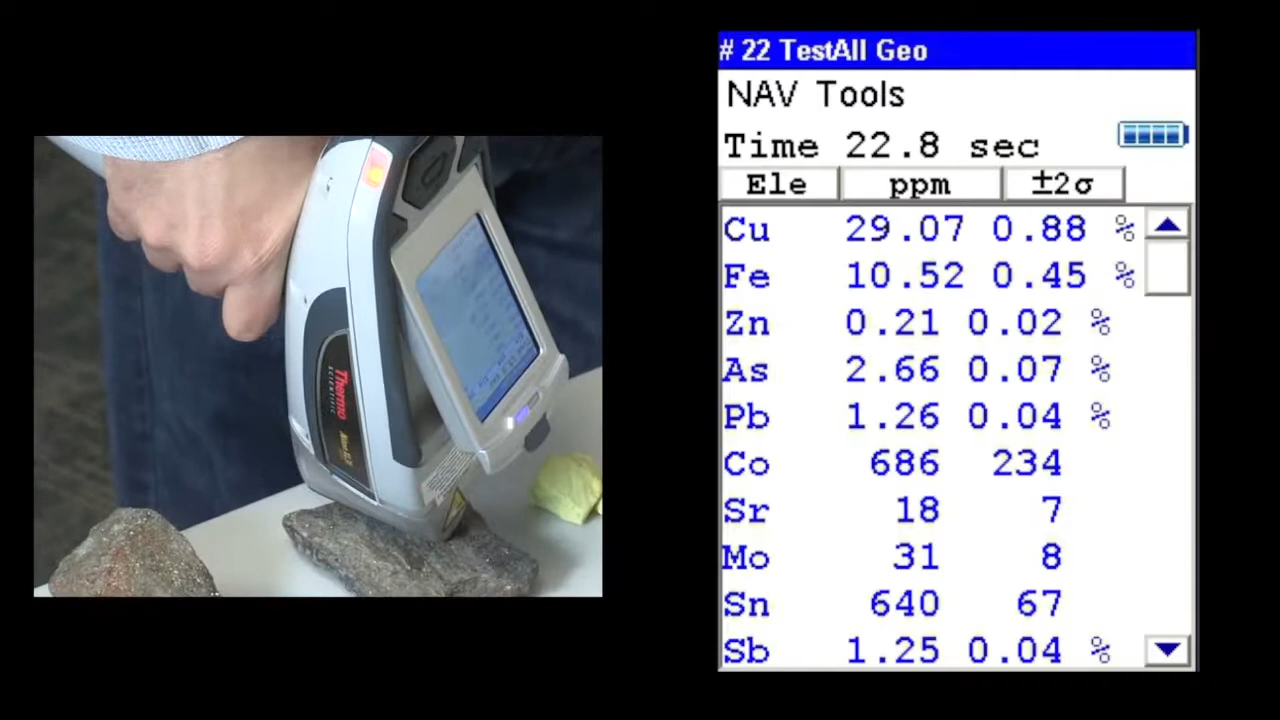 Thermo
SCIENTIFIC
# 22 TestAll Geo
NAV Tools
Time 22.8 sec
Ele ppm ±2σ
Cu 29.07 0.88 %
Fe 10.52 0.45 %
Zn 0.21 0.02 %
As 2.66 0.07 %
Pb 1.26 0.04 %
Co 686 234
Sr 18 7
Mo 31 8
Sn 640 67
Sb 1.25 0.04 %